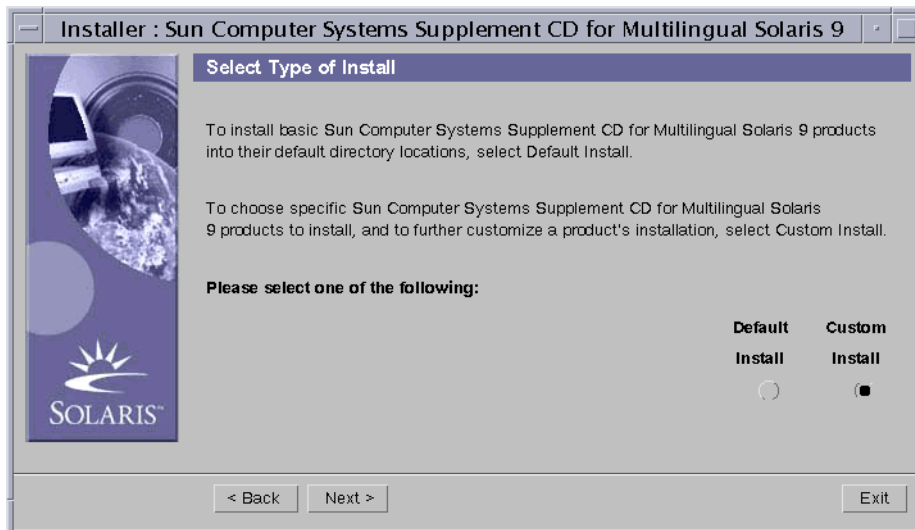 Installer : Sun Computer Systems Supplement CD for Multilingual Solaris 9
Select Type of Install
To install basic Sun Computer Systems Supplement CD for Multilingual Solaris 9 products
into their default directory locations, select Default Install.
To choose specific Sun Computer Systems Supplement CD for Multilingual Solaris
9 products to install, and to further customize a product's installation, select Custom Install.
Please select one of the following:
Default Custom
Install Install
SOLARIS™
< Back Next > Exit